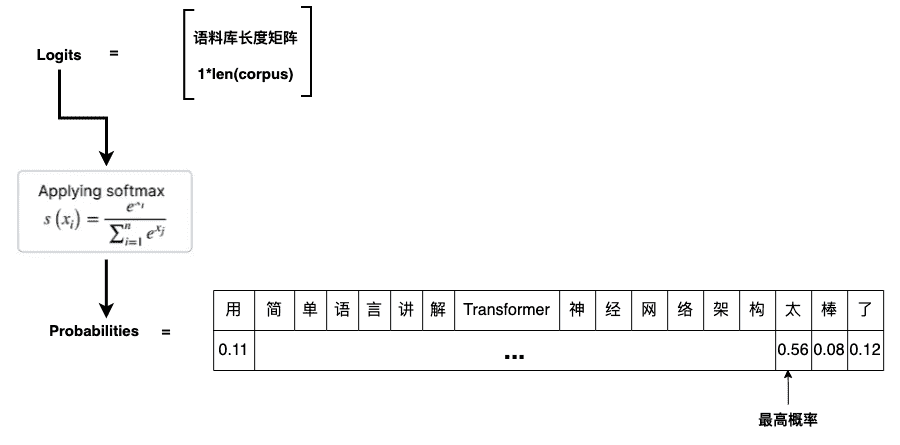 语料库长度矩阵
Logits =
1*len(corpus)
Applying softmax
s (xᵢ) = e^xᵢ / ∑ⁿᵢ₌₁ e^xⱼ
用 简 单 语 言 讲 解 Transformer 神 经 网 络 架 构 太 棒 了
Probabilities =
0.11 ... 0.56 0.08 0.12
最高概率